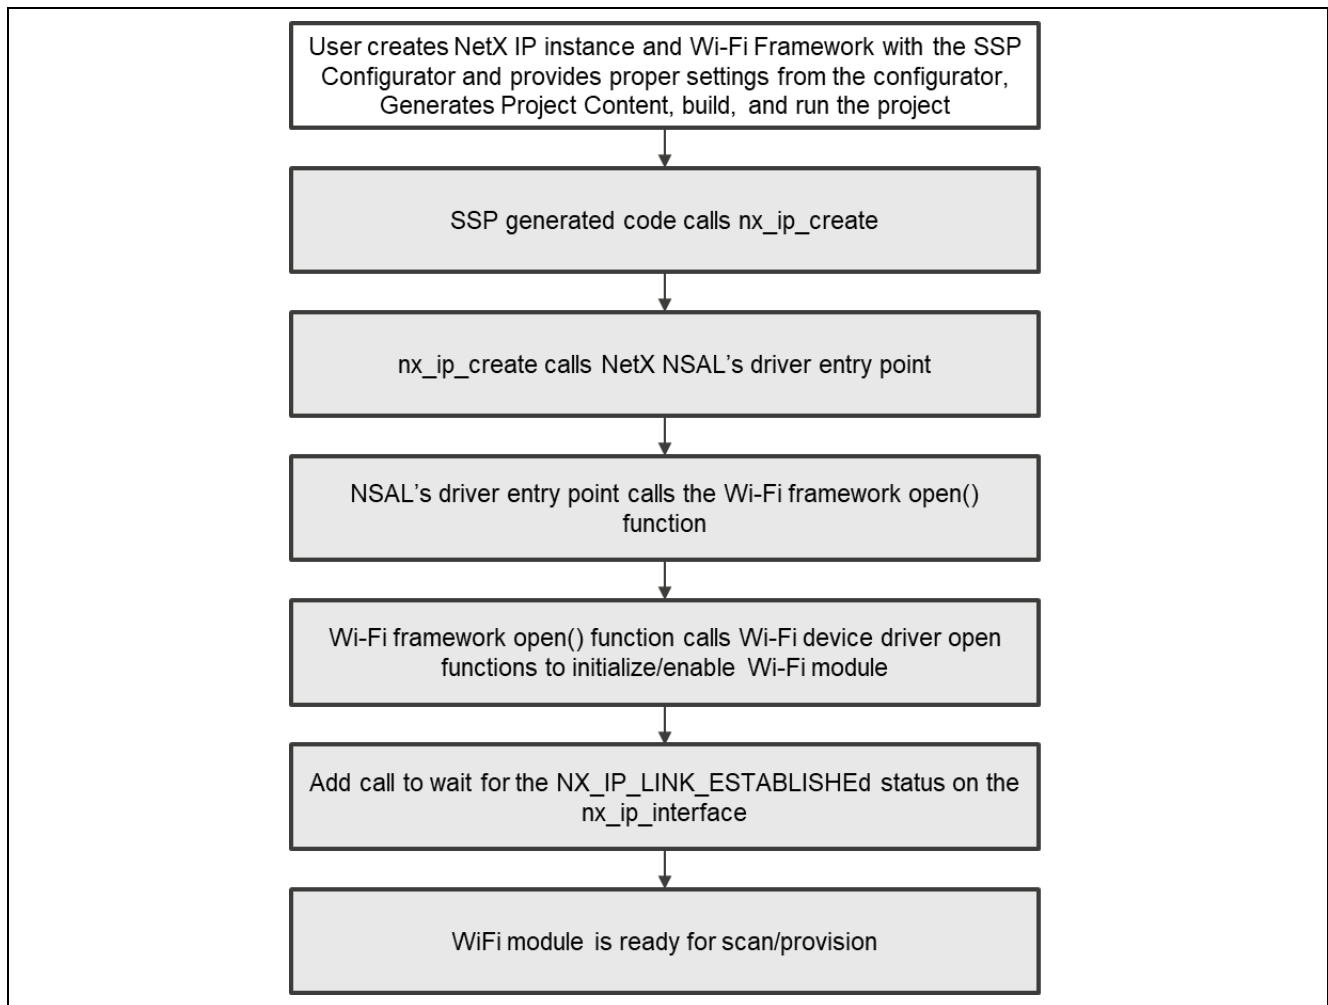 User creates NetX IP instance and Wi-Fi Framework with the SSP
Configurator and provides proper settings from the configurator,
Generates Project Content, build, and run the project
SSP generated code calls nx_ip_create
nx_ip_create calls NetX NSAL’s driver entry point
NSAL’s driver entry point calls the Wi-Fi framework open()
function
Wi-Fi framework open() function calls Wi-Fi device driver open
functions to initialize/enable Wi-Fi module
Add call to wait for the NX_IP_LINK_ESTABLISHEd status on the
nx_ip_interface
WiFi module is ready for scan/provision